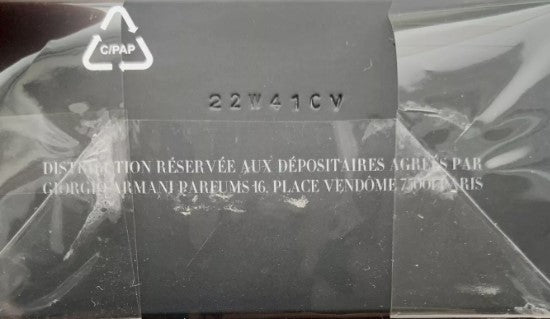 C/PAP
22W41CV
DISTRIBUTION RÉSERVÉE AUX DÉPOSITAIRES AGRÉÉS PAR
GIORGIO ARMANI PARFUMS 16, PLACE VENDÔME 75001 PARIS